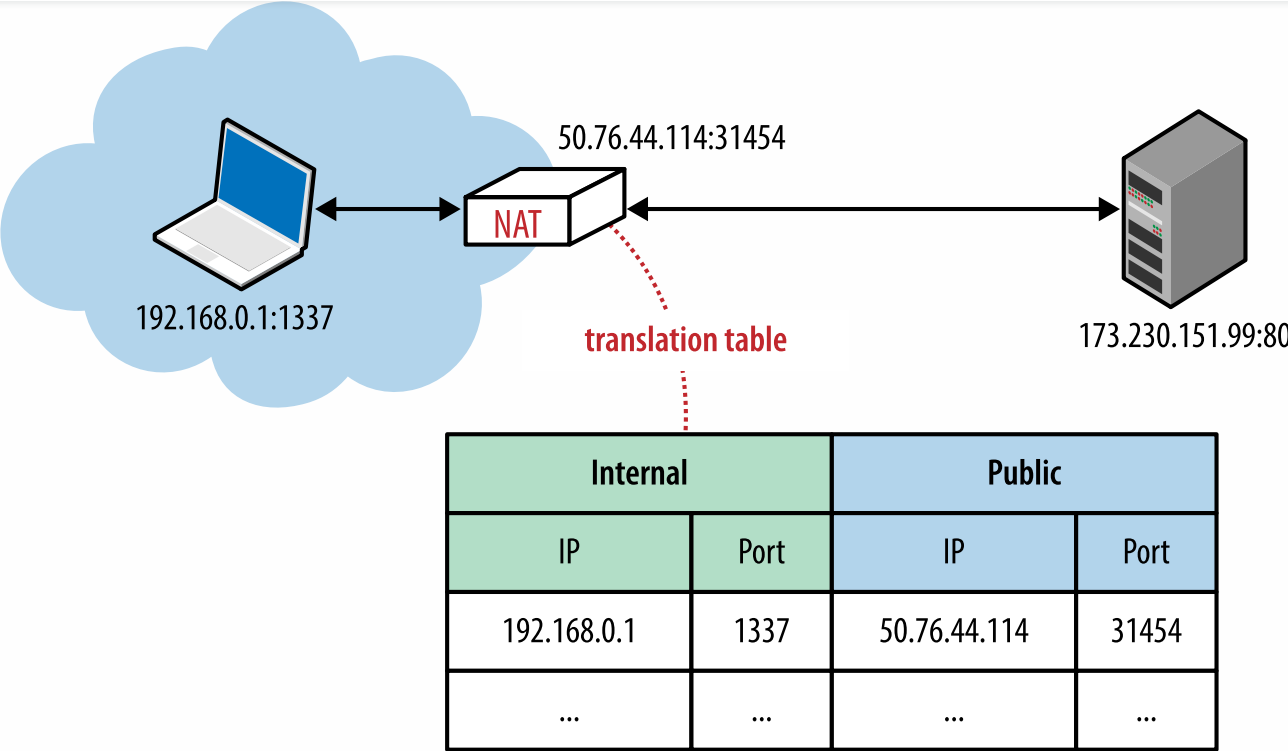 50.76.44.114:31454
NAT
192.168.0.1:1337
173.230.151.99:80
translation table
Internal Public
IP Port IP Port
192.168.0.1 1337 50.76.44.114 31454
... ... ... ...